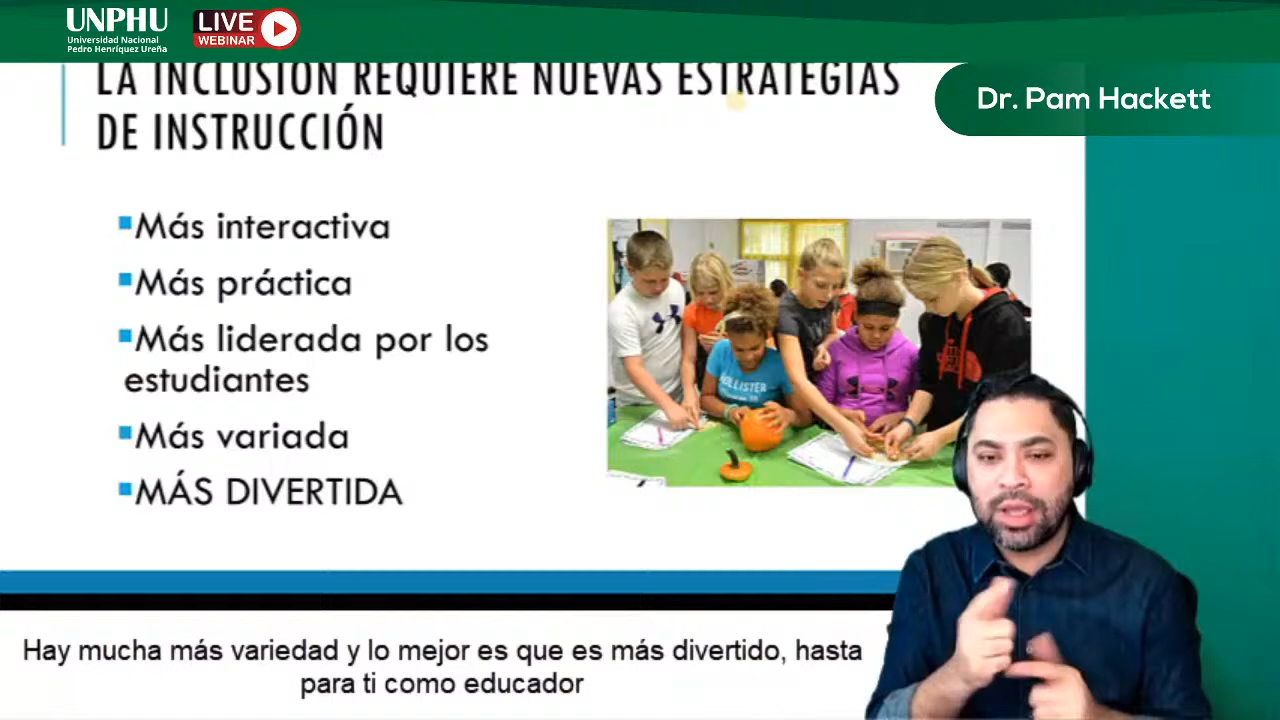 UNPHU
Universidad Nacional
Pedro Henríquez Ureña
LIVE
WEBINAR
LA INCLUSIÓN REQUIERE NUEVAS ESTRATEGIAS
DE INSTRUCCIÓN
Dr. Pam Hackett
Más interactiva
Más práctica
Más liderada por los
estudiantes
Más variada
MÁS DIVERTIDA
HOLLISTER
Hay mucha más variedad y lo mejor es que es más divertido, hasta
para ti como educador